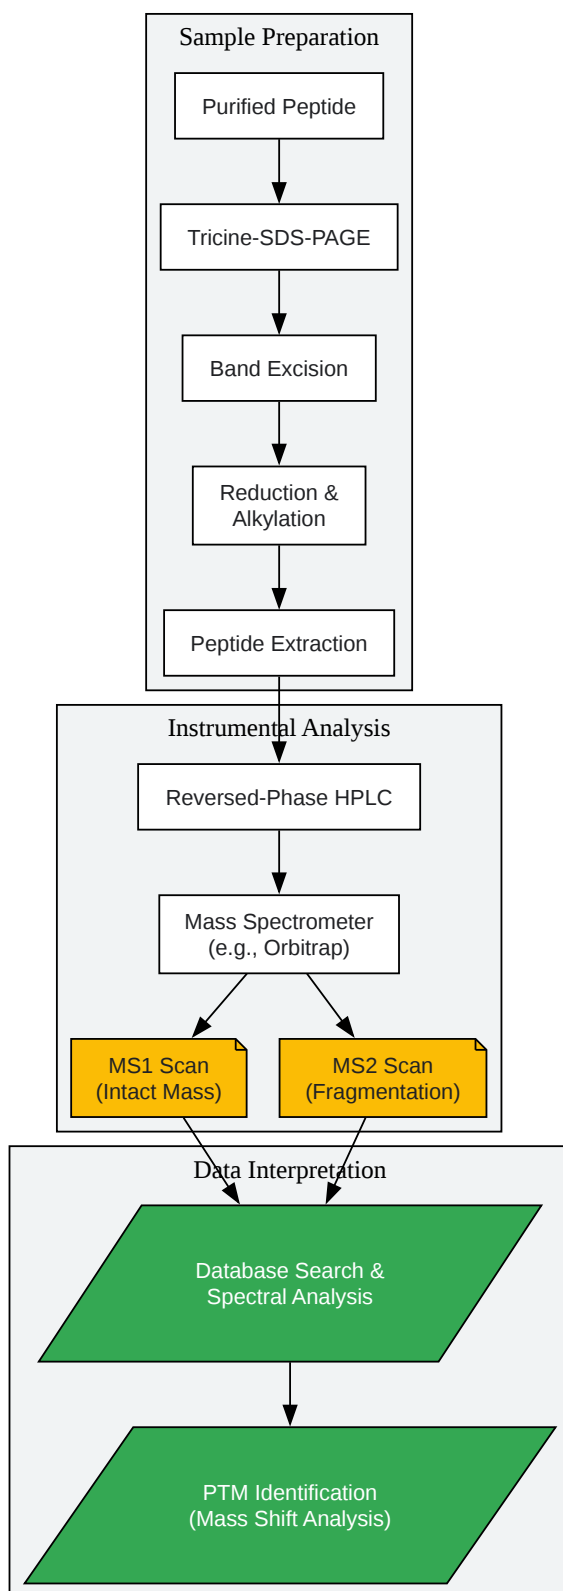 Sample Preparation
Purified Peptide
Tricine-SDS-PAGE
Band Excision
Reduction &
Alkylation
Peptide Extraction
Instrumental Analysis
Reversed-Phase HPLC
Mass Spectrometer
(e.g., Orbitrap)
MS1 Scan
(Intact Mass)
MS2 Scan
(Fragmentation)
Data Interpretation
Database Search &
Spectral Analysis
PTM Identification
(Mass Shift Analysis)